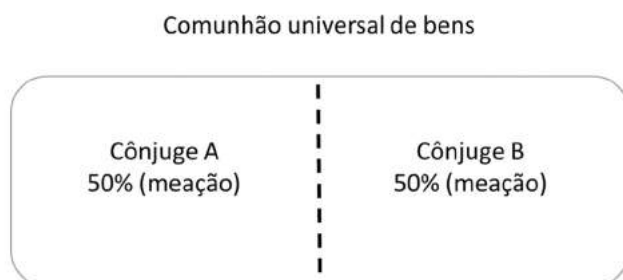 Comunhão universal de bens
Cônjuge A
50% (meação)
Cônjuge B
50% (meação)